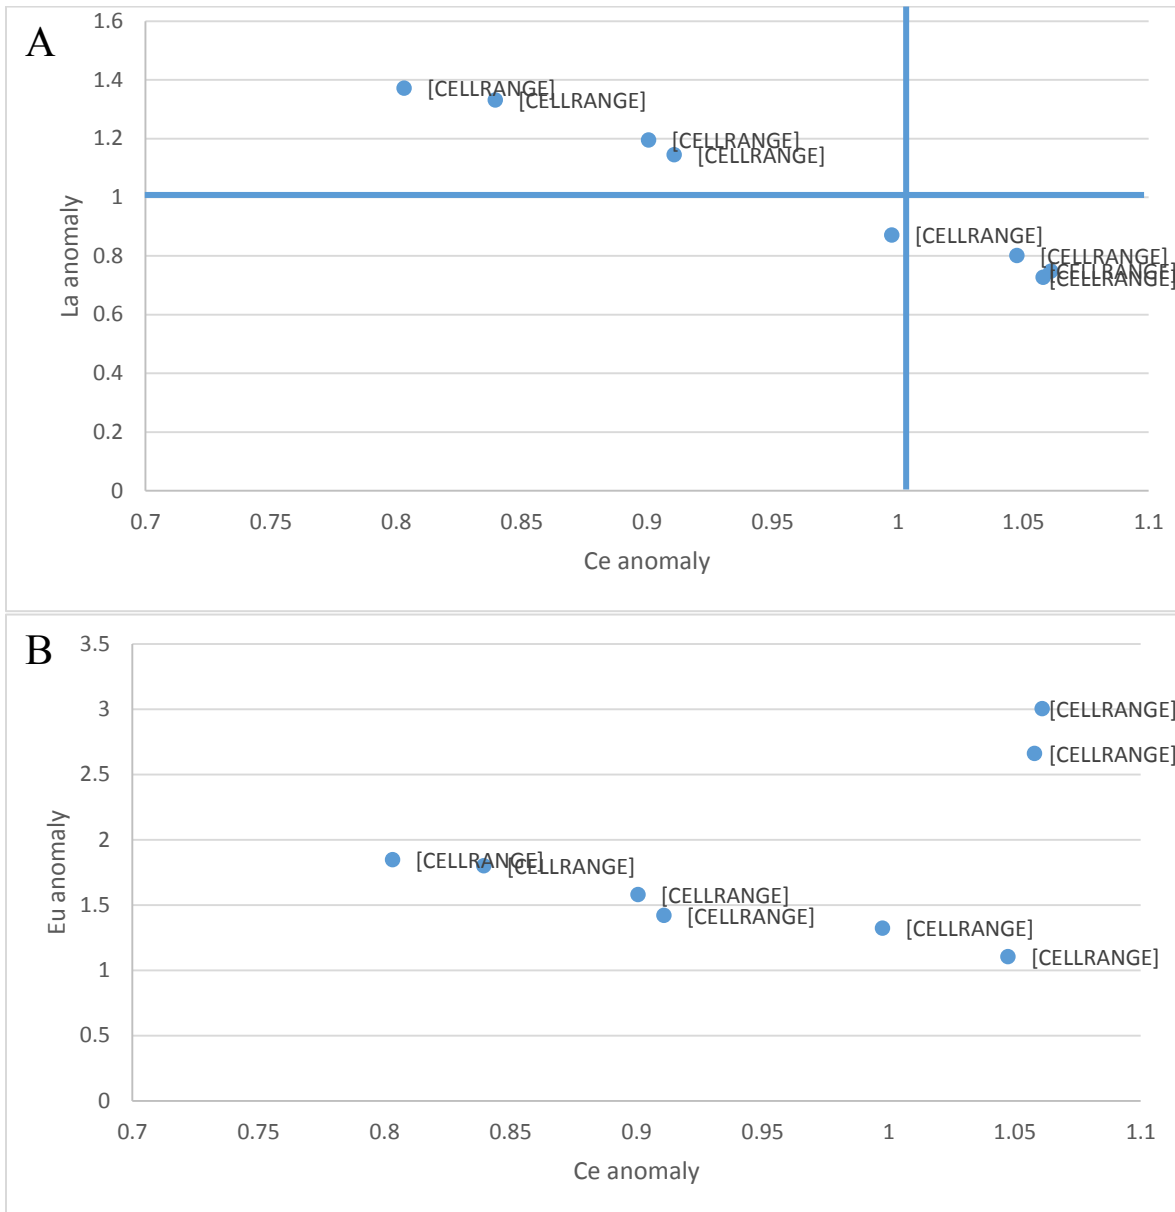 A
1.6
1.4
1.2
1
0.8
0.6
0.4
0.2
0
La anomaly
[CELLRANGE]
[CELLRANGE]
[CELLRANGE]
[CELLRANGE]
[CELLRANGE]
[CELLRANGE]
[CELLRANGE]
[CELLRANGE]
0.7 0.75 0.8 0.85 0.9 0.95 1 1.05 1.1
Ce anomaly
B
3.5
3
2.5
2
1.5
1
0.5
0
Eu anomaly
[CELLRANGE]
[CELLRANGE]
[CELLRANGE]
[CELLRANGE]
[CELLRANGE]
[CELLRANGE]
[CELLRANGE]
[CELLRANGE]
0.7 0.75 0.8 0.85 0.9 0.95 1 1.05 1.1
Ce anomaly